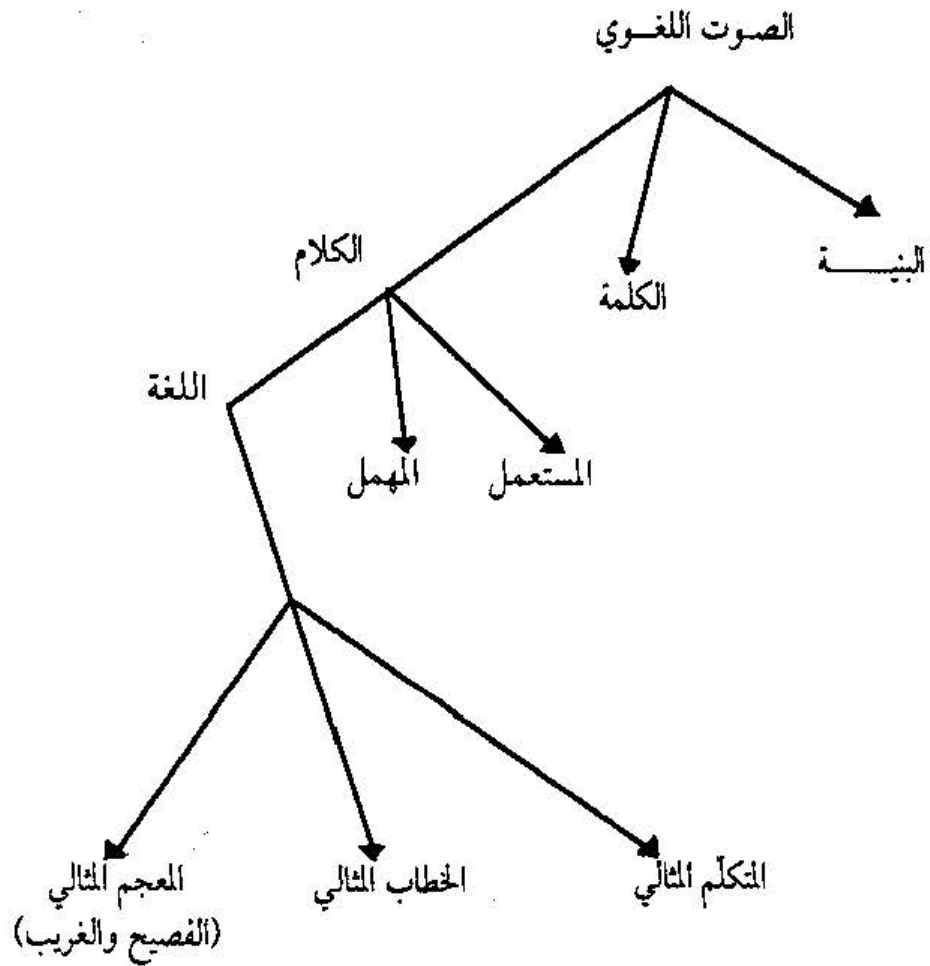 الصوت اللغوي
البنية
الكلمة
الكلام
اللغة
المستعمل
المهمل
المتكلّم المثالي
الخطاب المثالي
المعجم المثالي
(الفصيح والغريب)